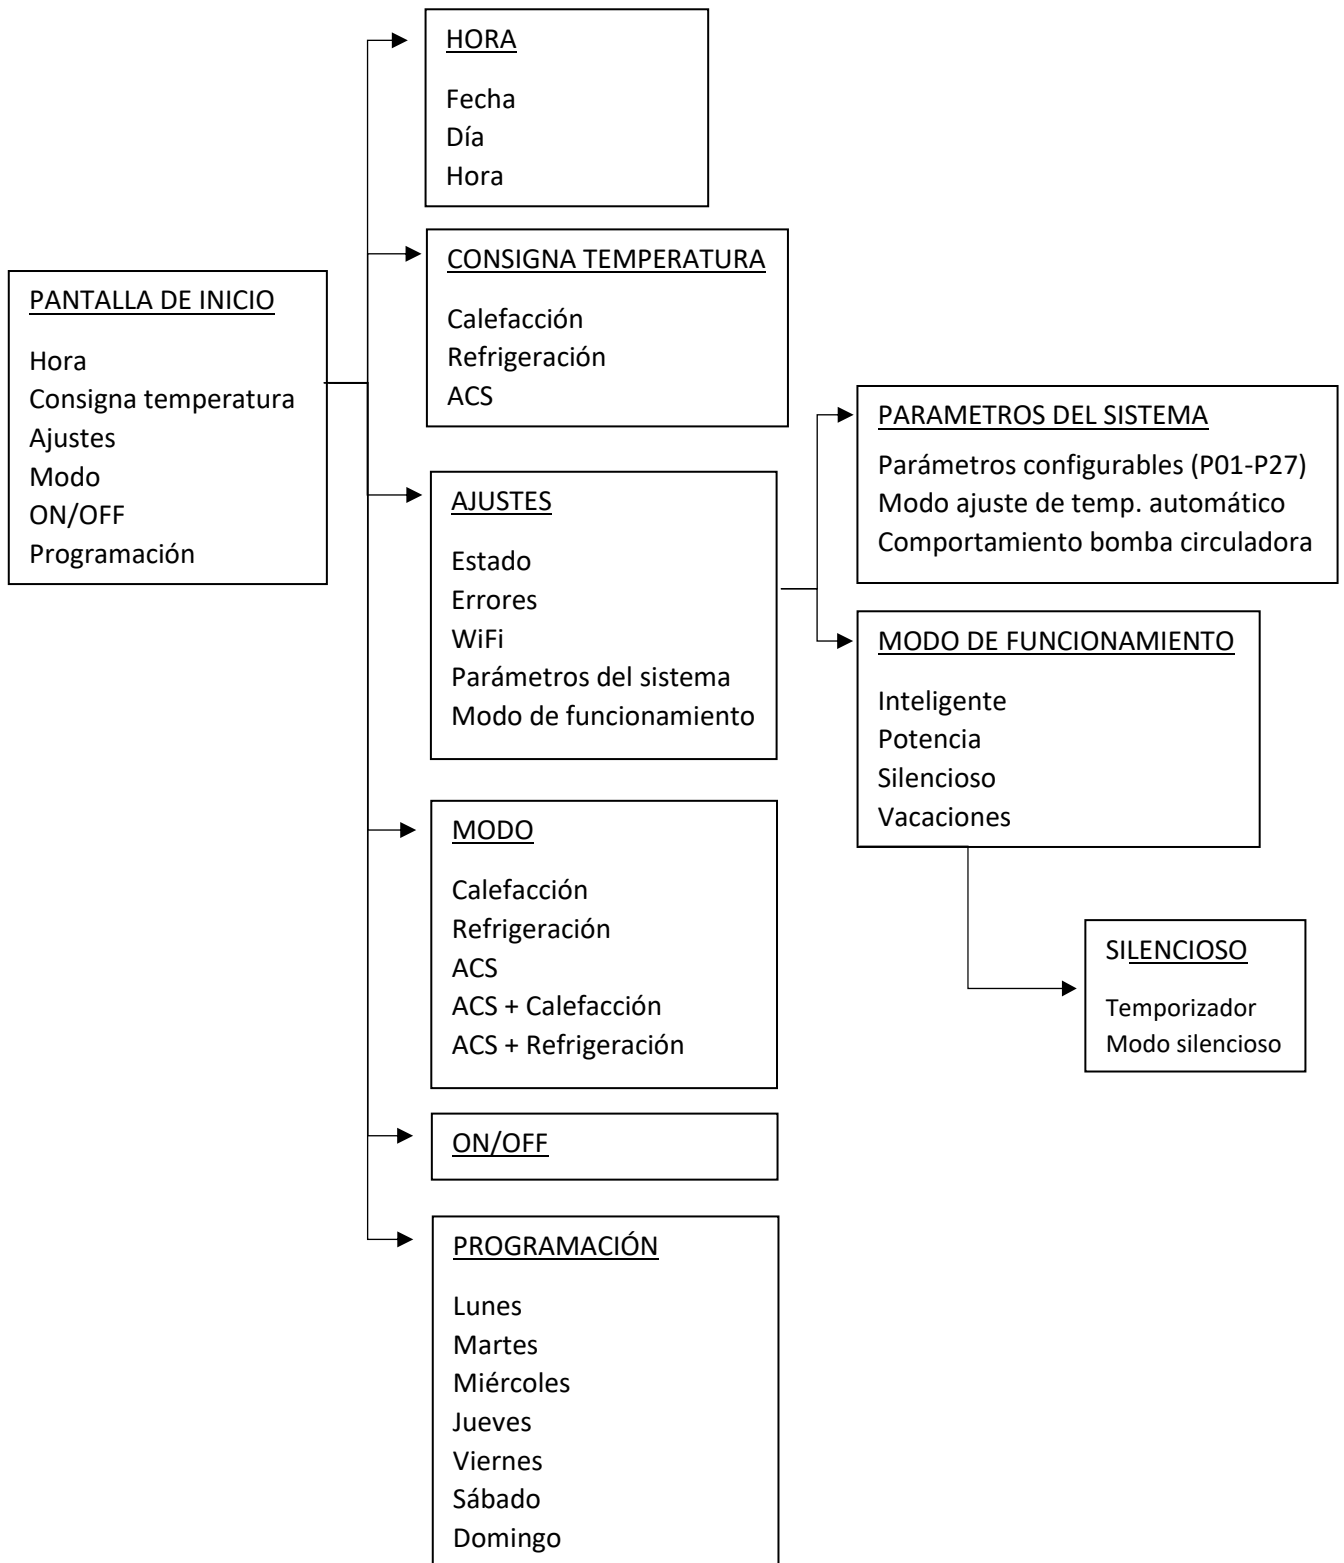 PANTALLA DE INICIO
Hora
Consigna temperatura
Ajustes
Modo
ON/OFF
Programación
HORA
Fecha
Día
Hora
CONSIGNA TEMPERATURA
Calefacción
Refrigeración
ACS
AJUSTES
Estado
Errores
WiFi
Parámetros del sistema
Modo de funcionamiento
PARAMETROS DEL SISTEMA
Parámetros configurables (P01-P27)
Modo ajuste de temp. automático
Comportamiento bomba circuladora
MODO DE FUNCIONAMIENTO
Inteligente
Potencia
Silencioso
Vacaciones
SILENCIOSO
Temporizador
Modo silencioso
MODO
Calefacción
Refrigeración
ACS
ACS + Calefacción
ACS + Refrigeración
ON/OFF
PROGRAMACIÓN
Lunes
Martes
Miércoles
Jueves
Viernes
Sábado
Domingo